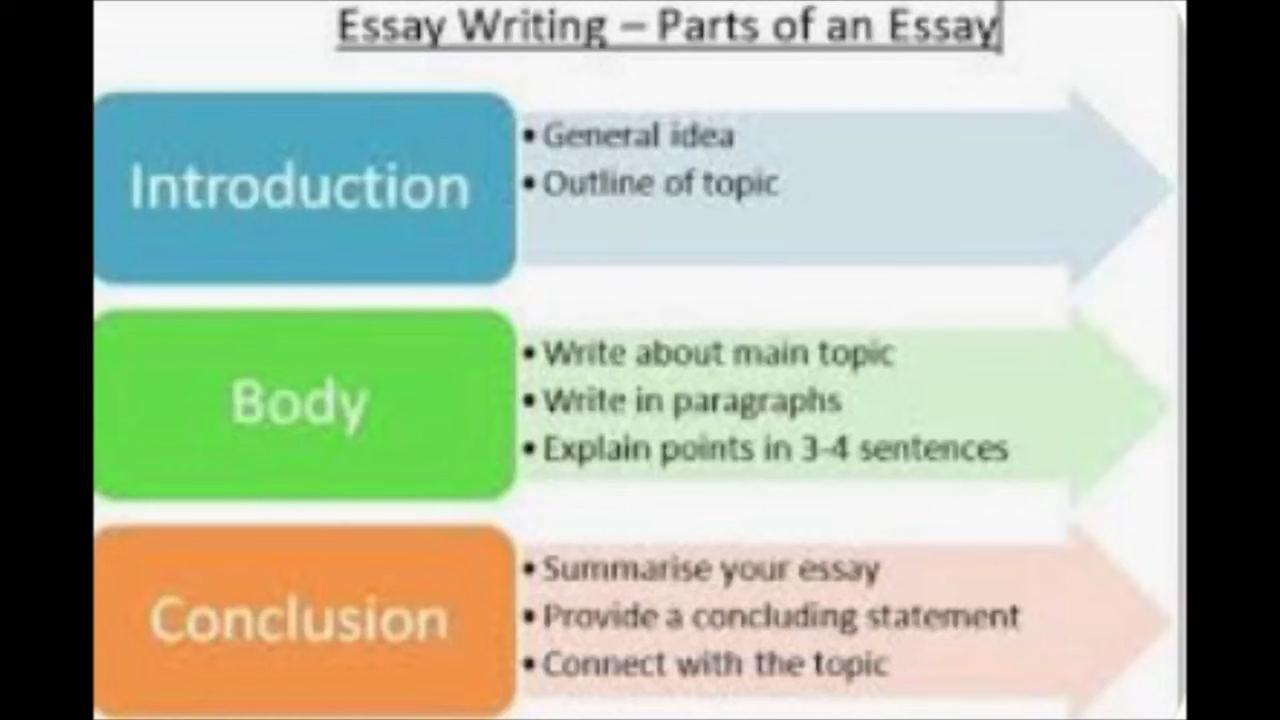 Essay Writing – Parts of an Essay
Introduction
• General idea
• Outline of topic
Body
• Write about main topic
• Write in paragraphs
• Explain points in 3-4 sentences
Conclusion
• Summarise your essay
• Provide a concluding statement
• Connect with the topic